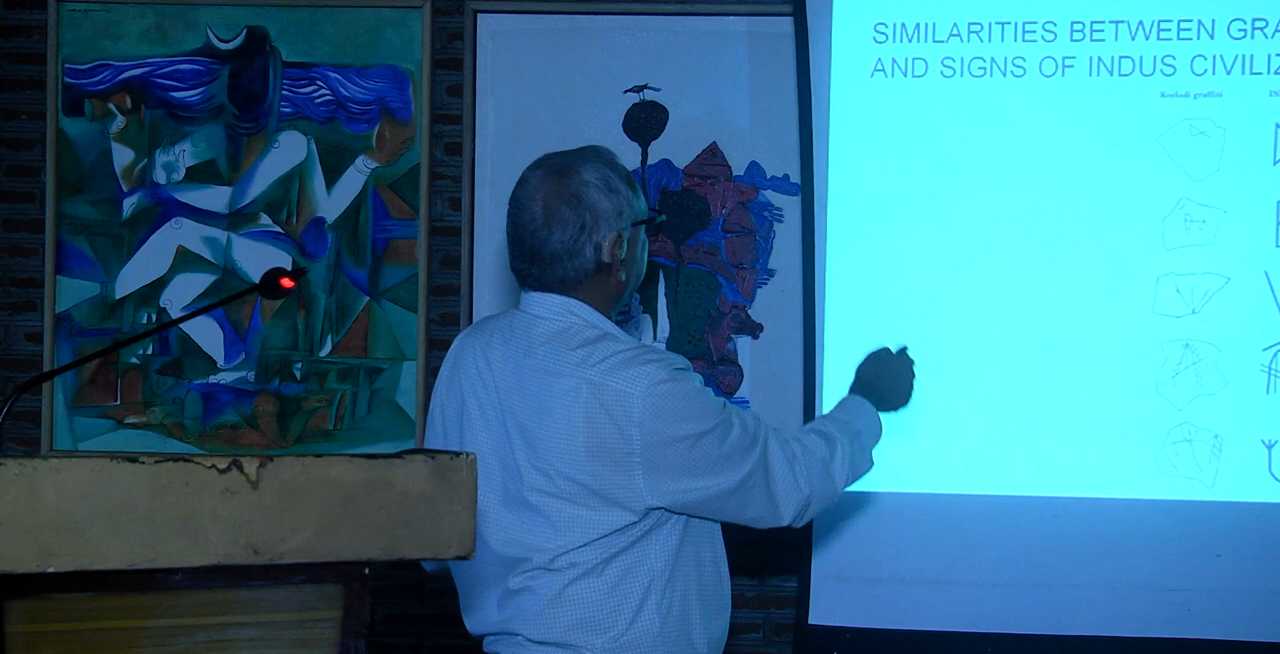 SIMILARITIES BETWEEN GRA
AND SIGNS OF INDUS CIVILIZ
Keeladi graffiti